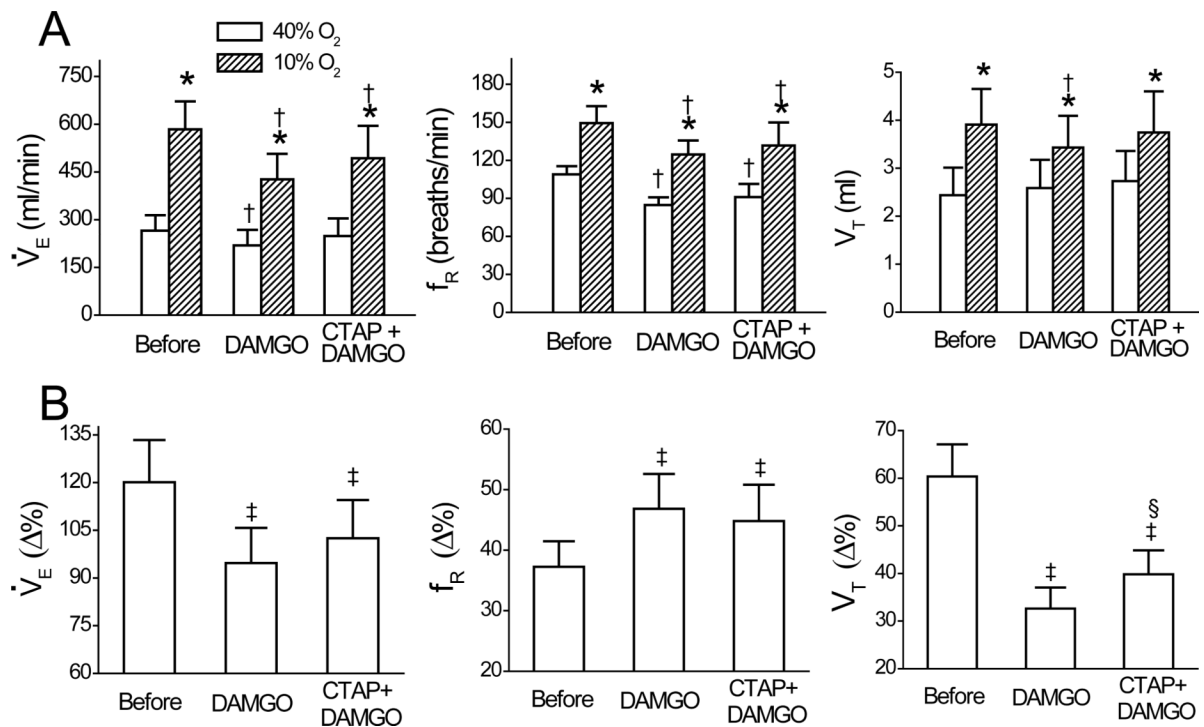 A
40% O₂
10% O₂
V̇E (ml/min)
750
600
450
300
150
0
*
†
†
*
†
*
Before
DAMGO
CTAP +
DAMGO
fR (breaths/min)
180
150
120
90
60
30
0
*
†
†
*
†
†
*
Before
DAMGO
CTAP +
DAMGO
VT (ml)
5
4
3
2
1
0
*
†
*
*
Before
DAMGO
CTAP +
DAMGO
B
V̇E (Δ%)
135
120
105
90
75
60
‡
‡
Before
DAMGO
CTAP+
DAMGO
fR (Δ%)
60
50
40
30
20
‡
‡
Before
DAMGO
CTAP+
DAMGO
VT (Δ%)
70
60
50
40
30
20
‡
§
‡
Before
DAMGO
CTAP+
DAMGO